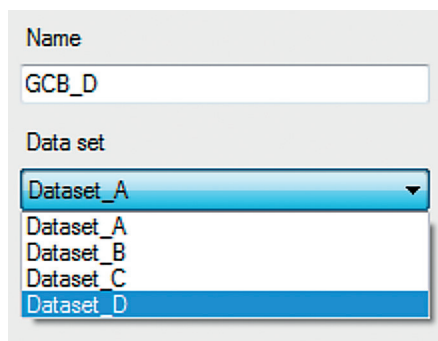 Name
GCB_D
Data set
Dataset_A
Dataset_A
Dataset_B
Dataset_C
Dataset_D